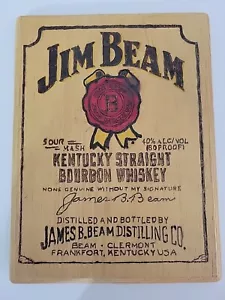 JIM BEAM
B
SOUR MASH
40% ALC/VOL
(80 PROOF)
KENTUCKY STRAIGHT
BOURBON WHISKEY
NONE GENUINE WITHOUT MY SIGNATURE
James B. Beam
DISTILLED AND BOTTLED BY
JAMES B. BEAM DISTILLING CO.
BEAM · CLERMONT
FRANKFORT, KENTUCKY USA